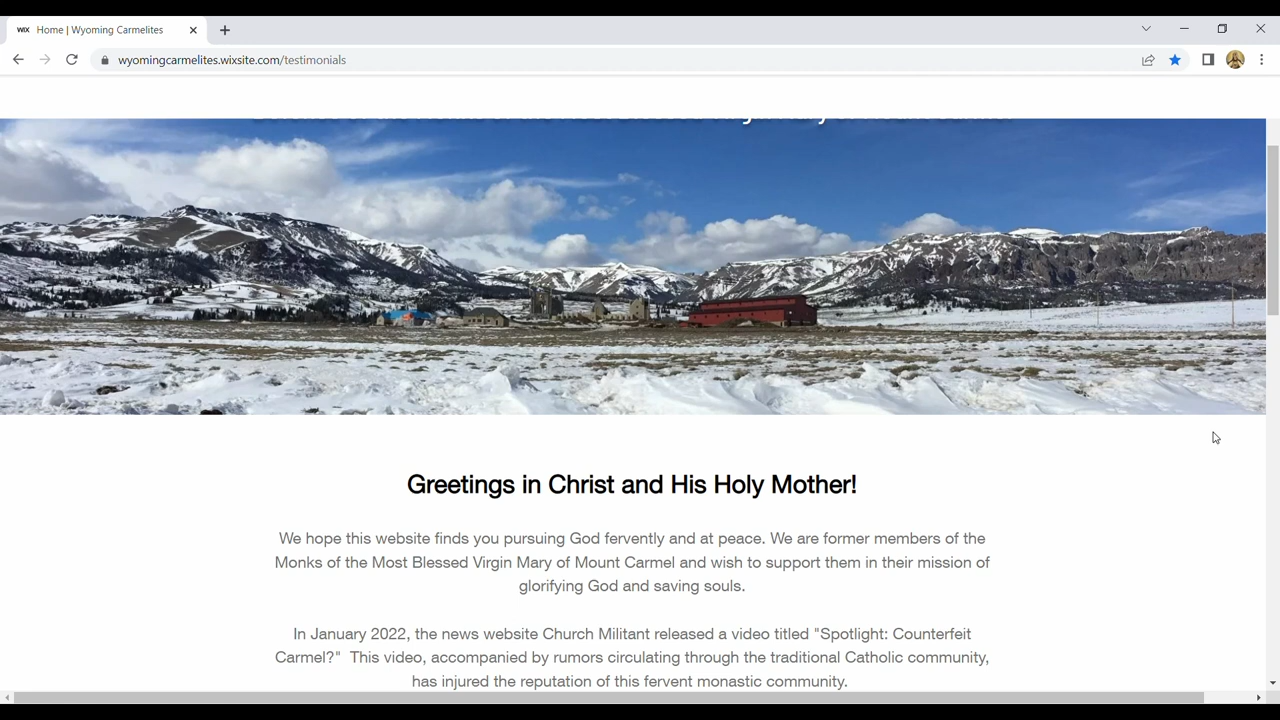 WIX Home | Wyoming Carmelites
wyomingcarmelites.wixsite.com/testimonials
Greetings in Christ and His Holy Mother!
We hope this website finds you pursuing God fervently and at peace. We are former members of the
Monks of the Most Blessed Virgin Mary of Mount Carmel and wish to support them in their mission of
glorifying God and saving souls.
In January 2022, the news website Church Militant released a video titled "Spotlight: Counterfeit
Carmel?"  This video, accompanied by rumors circulating through the traditional Catholic community,
has injured the reputation of this fervent monastic community.